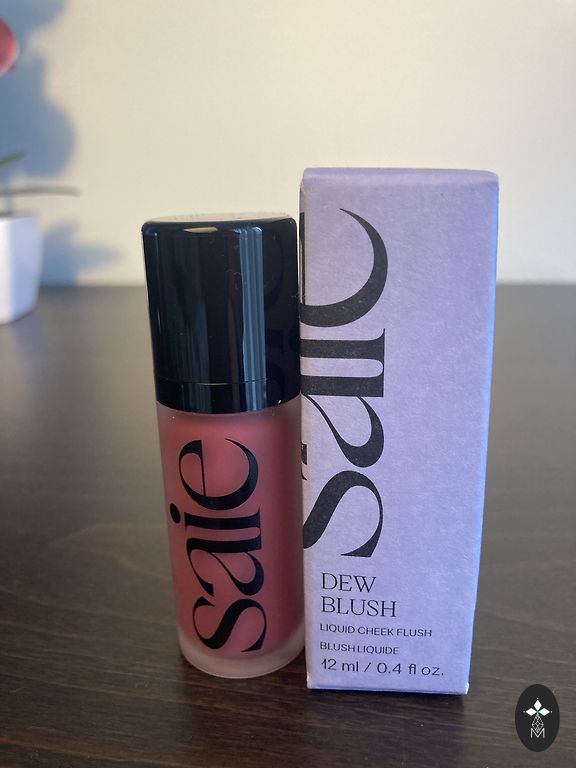 saie
saie
DEW
BLUSH
LIQUID CHEEK FLUSH
BLUSH LIQUIDE
12 ml / 0.4 fl oz.
M